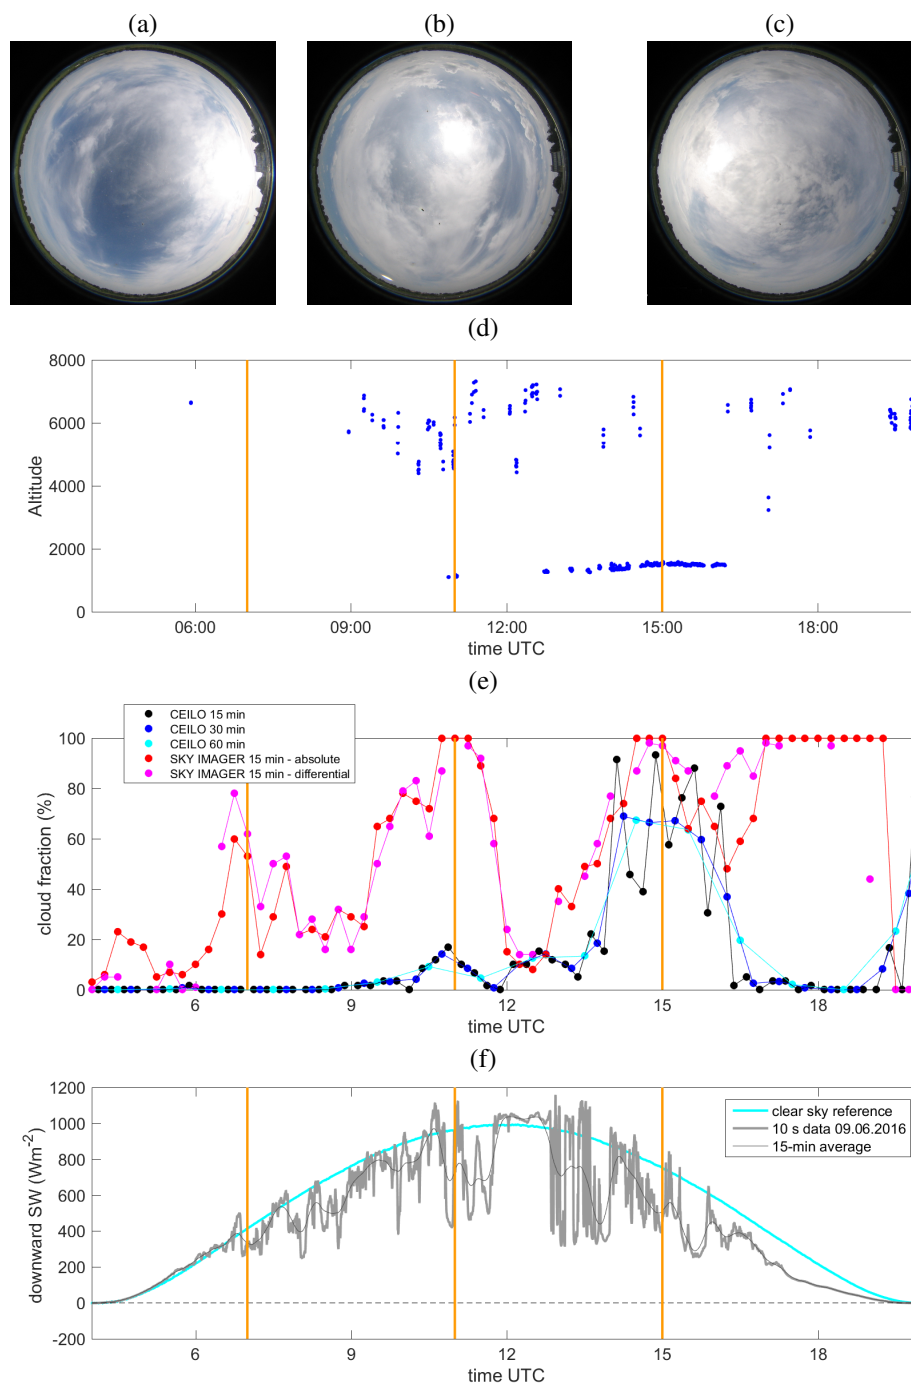 (a) (b) (c)
(d)
8000
6000
4000
2000
0
Altitude
06:00 09:00 12:00 15:00 18:00
time UTC
(e)
CEILO 15 min
CEILO 30 min
CEILO 60 min
SKY IMAGER 15 min - absolute
SKY IMAGER 15 min - differential
100
80
60
40
20
0
cloud fraction (%)
6 9 12 15 18
time UTC
(f)
clear sky reference
10 s data 09.06.2016
15-min average
1200
1000
800
600
400
200
0
-200
downward SW (Wm-2)
6 9 12 15 18
time UTC